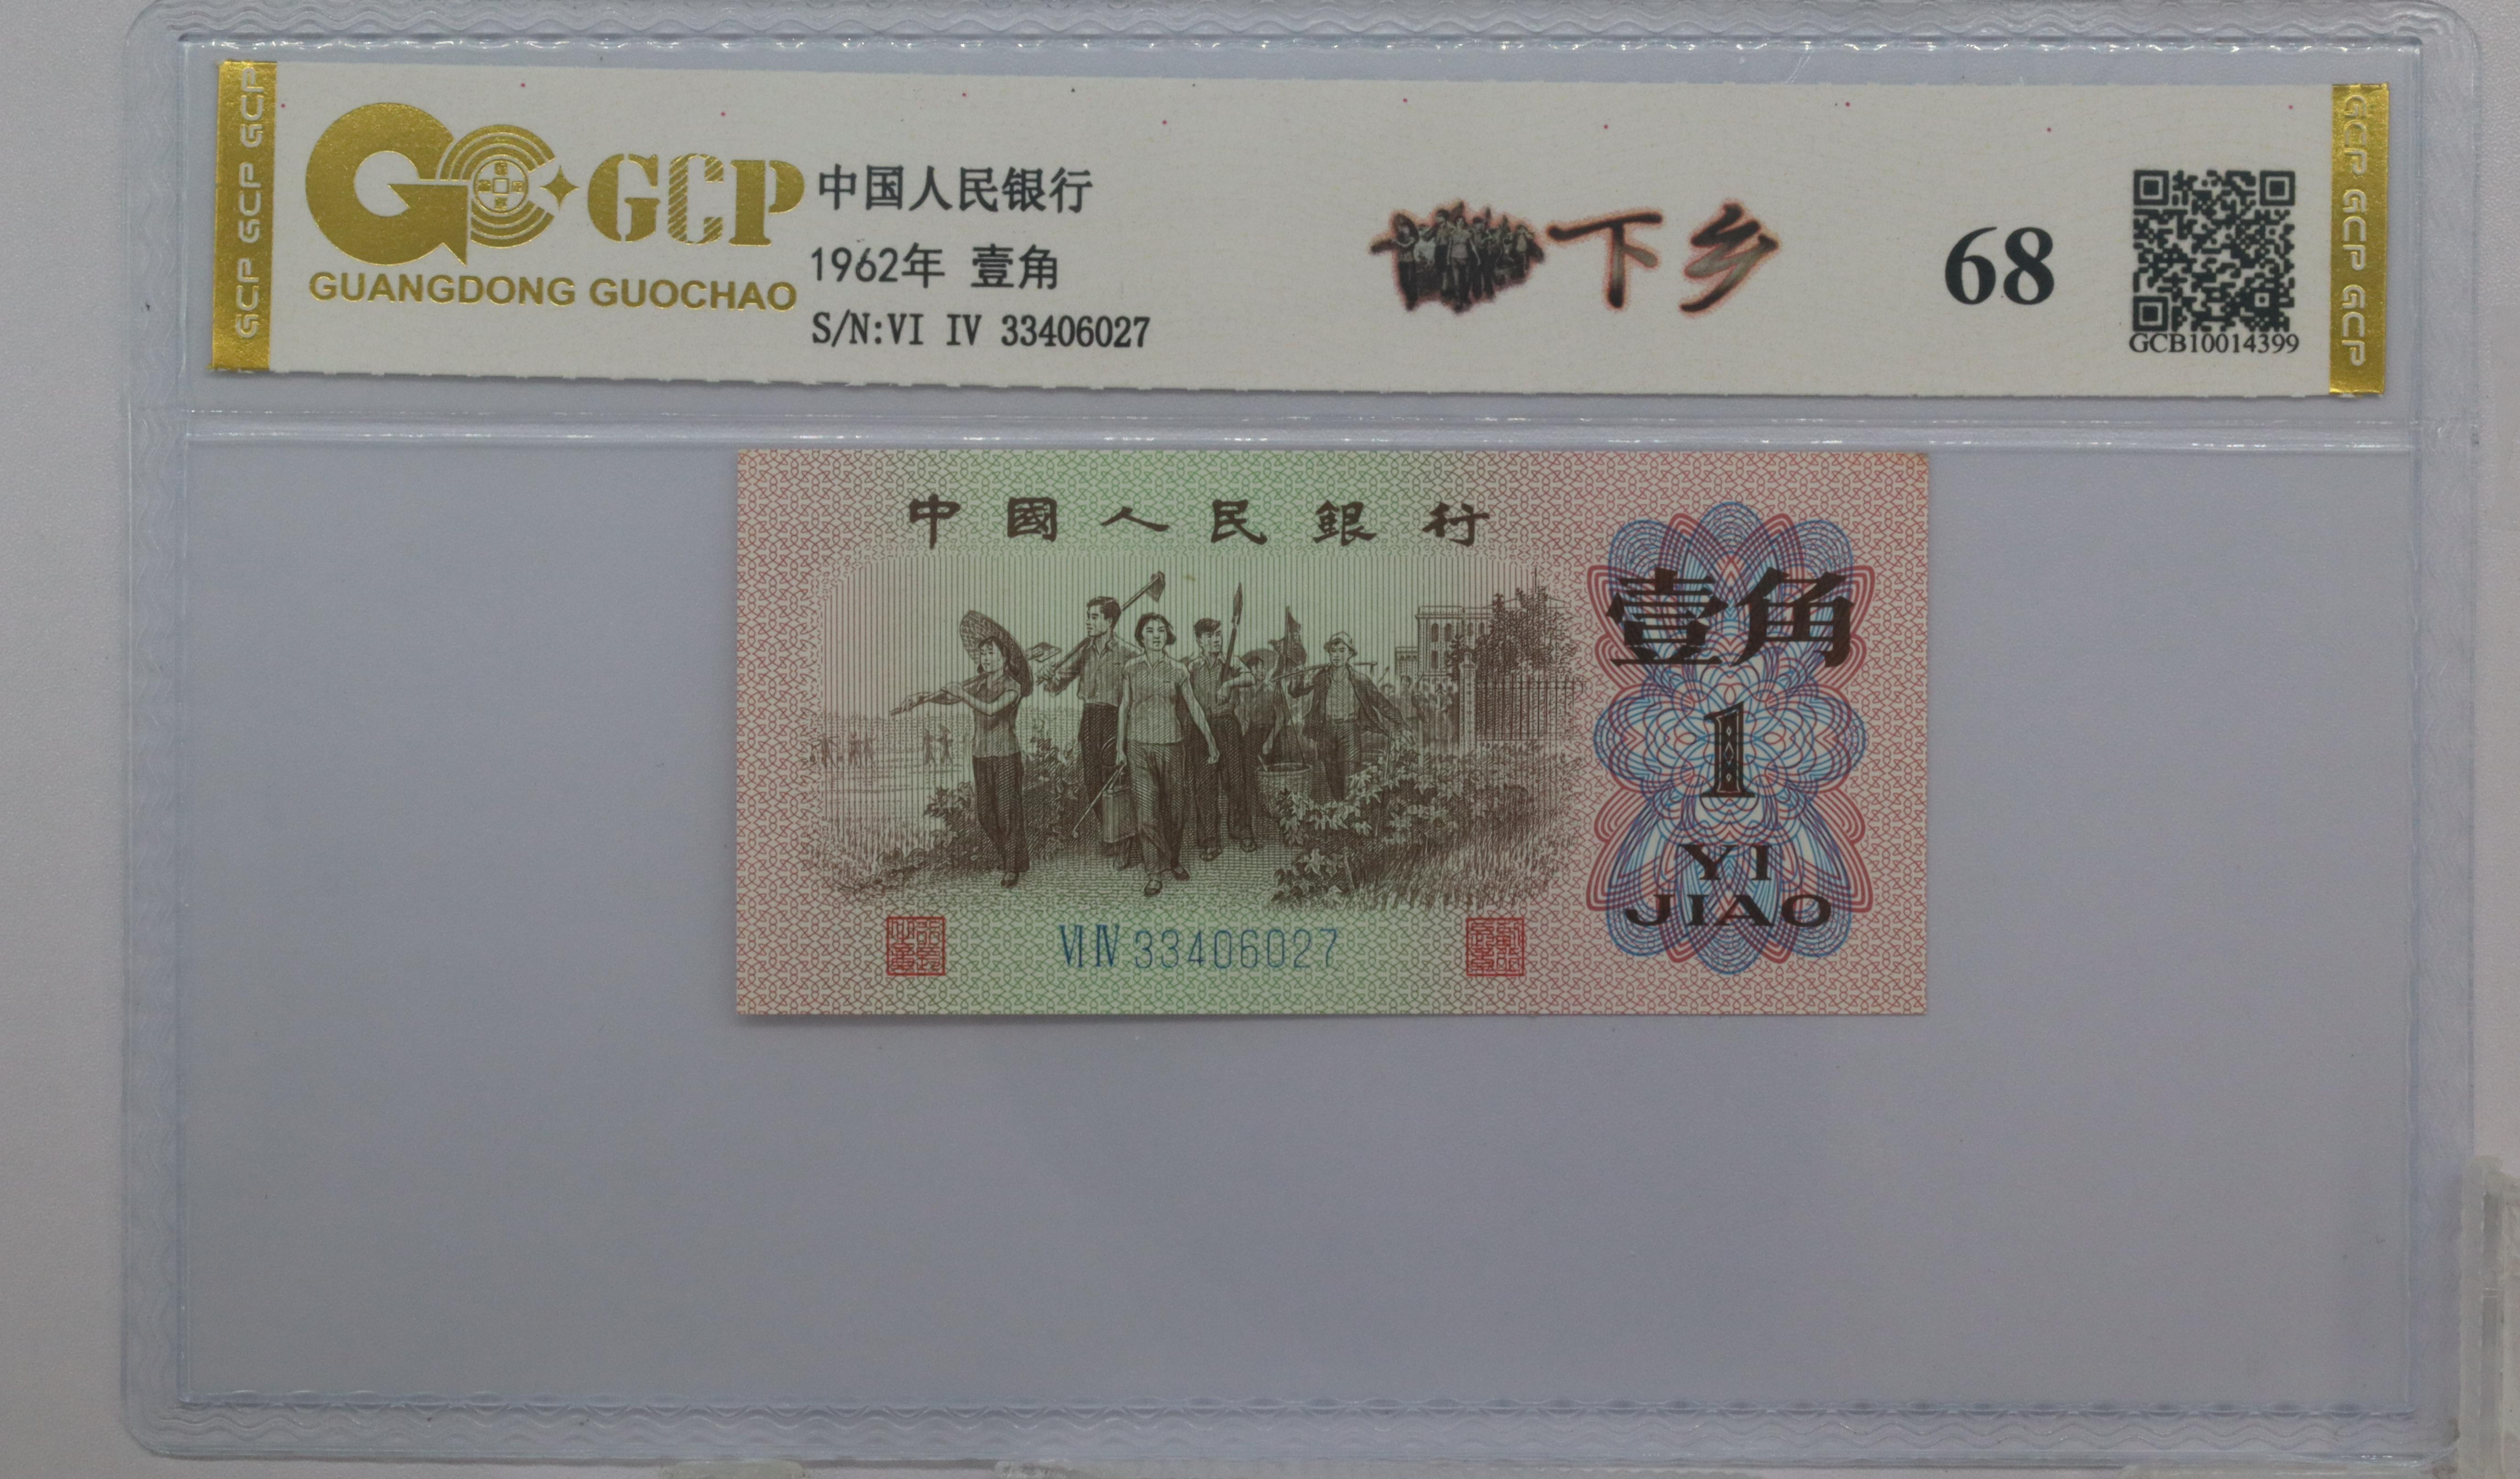 GCP GCP GCP
GCP
GUANGDONG GUOCHAO
中国人民银行
1962年 壹角
S/N:VI IV 33406027
下乡
68
GCB10014399
GCP GCP GCP
中國人民銀行
壹角
1
YI
JIAO
VI IV 33406027